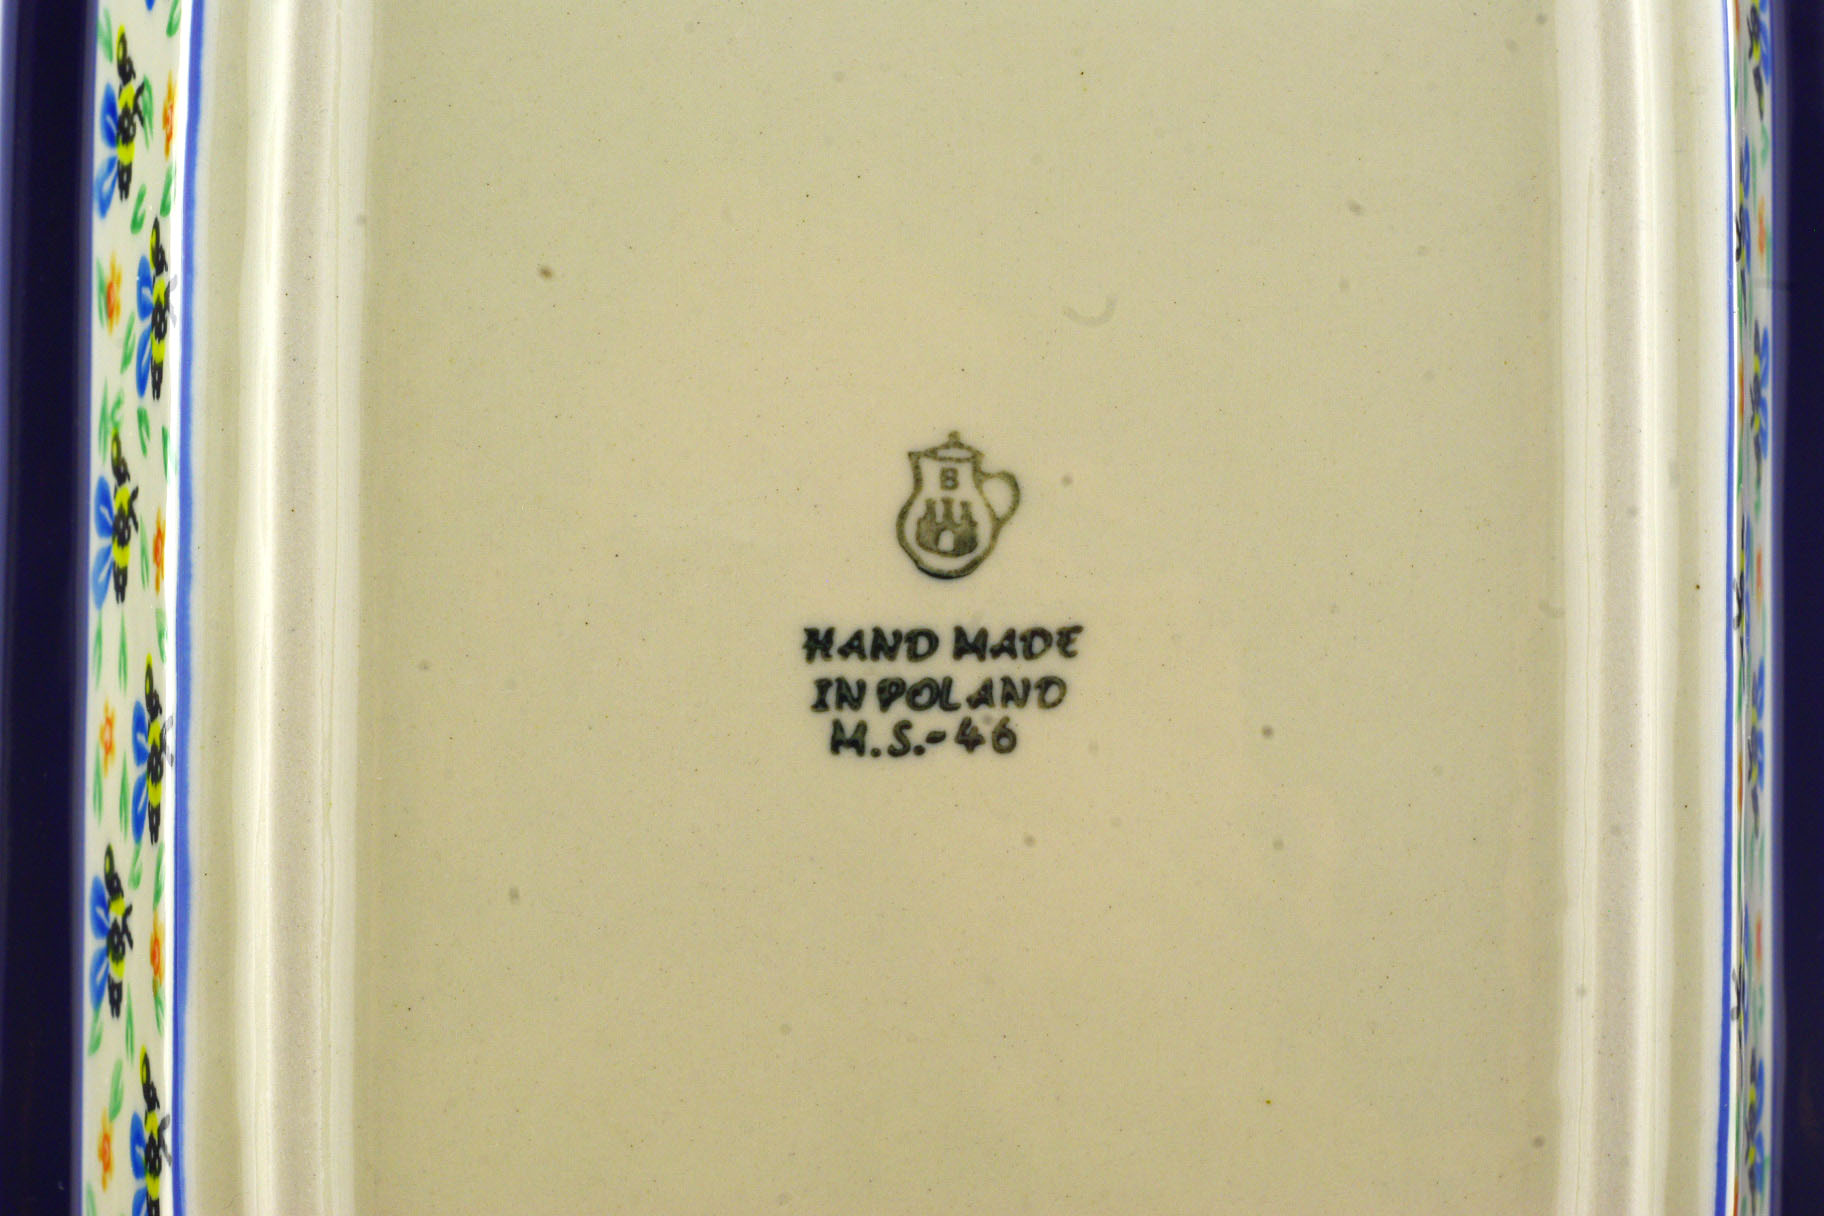 B
HAND MADE
IN POLAND
M.S.-46